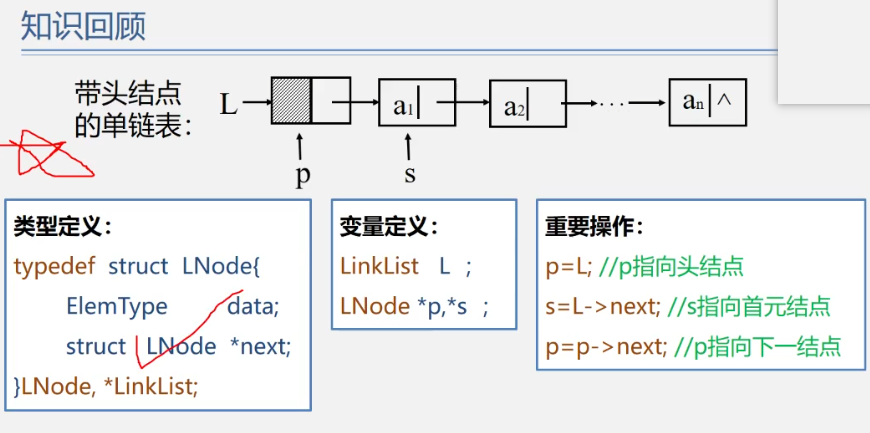 知识回顾
带头结点
的单链表：
L a₁ a₂ ··· aₙ ^
p s
类型定义：
typedef struct LNode{
ElemType data;
struct LNode *next;
}LNode, *LinkList;
变量定义：
LinkList L ;
LNode *p,*s ;
重要操作：
p=L; //p指向头结点
s=L->next; //s指向首元结点
p=p->next; //p指向下一结点